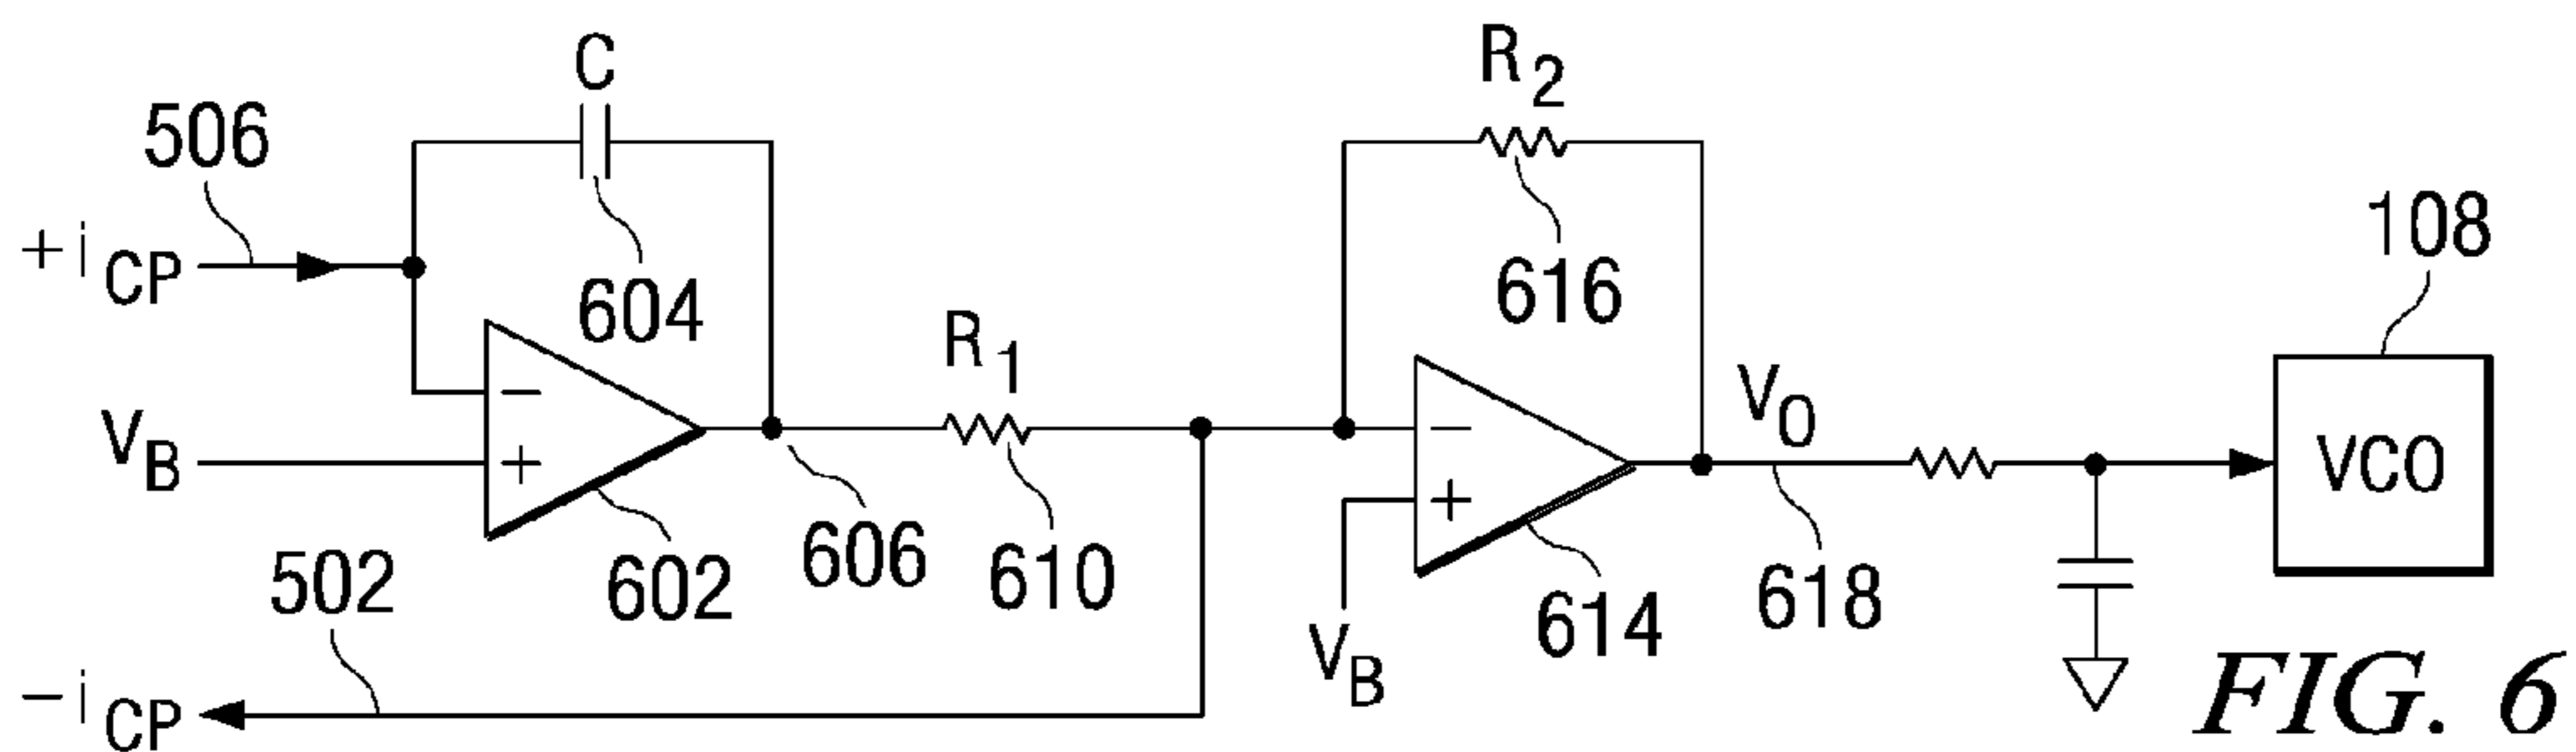 C
R2
506
108
+iCP
604
616
R1
VO
VB
− +
− +
VCO
502
602
606
610
614
618
VB
−iCP
FIG. 6